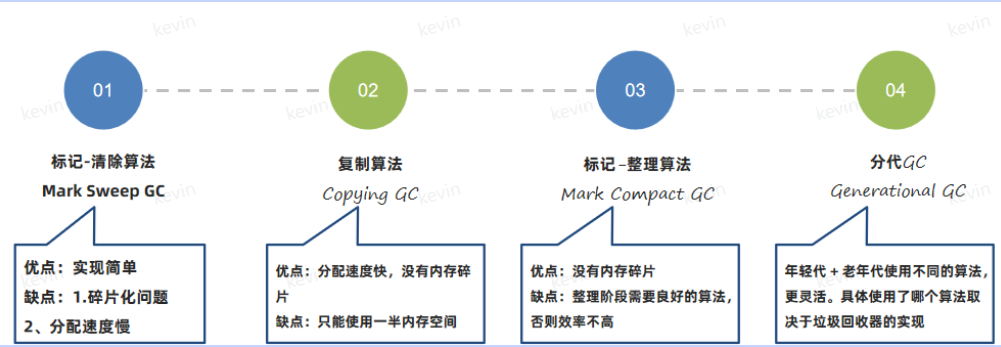 kevin kevin kevin kevin
01 02 03 04
kevin kevin kevin kevin
标记-清除算法
Mark Sweep GC
复制算法
Copying GC
标记-整理算法
Mark Compact GC
分代GC
Generational GC
kevin kevin kevin kevin
优点：实现简单
缺点：1.碎片化问题
2、分配速度慢
优点：分配速度快，没有内存碎
片
缺点：只能使用一半内存空间
优点：没有内存碎片
缺点：整理阶段需要良好的算法，
否则效率不高
年轻代 + 老年代使用不同的算法，
更灵活。具体使用了哪个算法取
决于垃圾回收器的实现